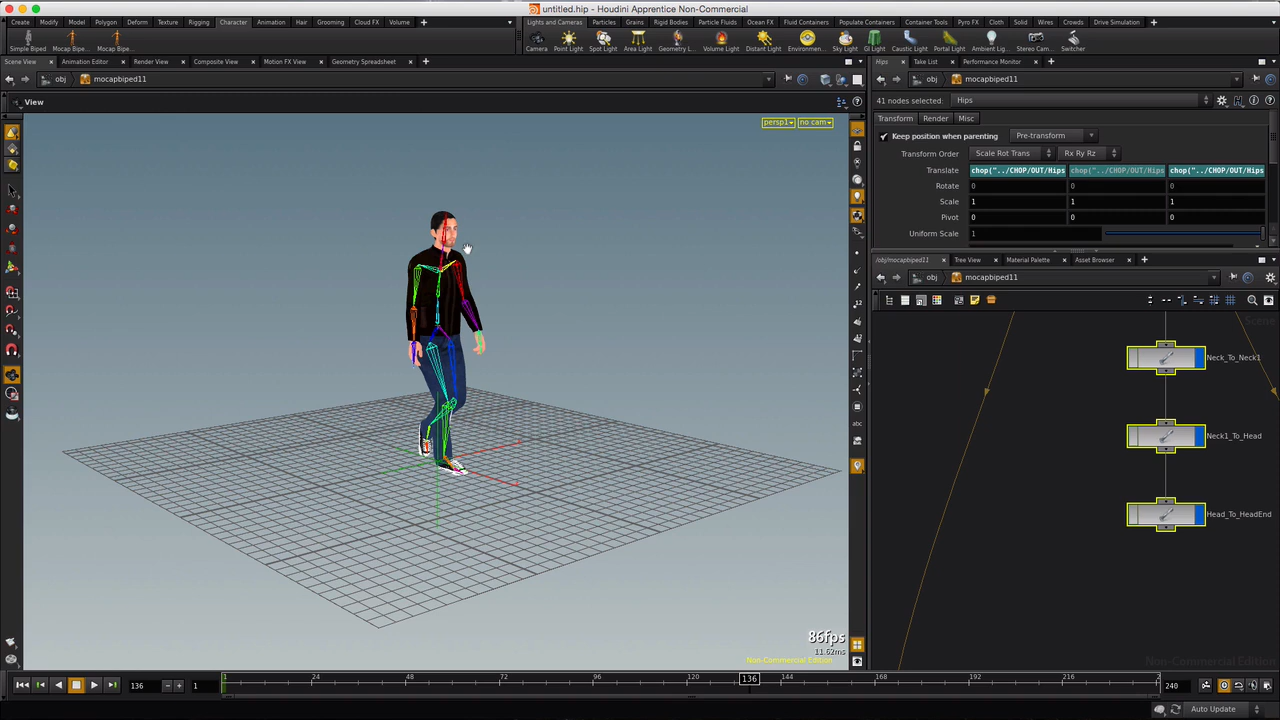 untitled.hip - Houdini Apprentice Non-Commercial
Create Modify Model Polygon Deform Texture Rigging Character Animation Hair Grooming Cloud FX Volume
Lights and Cameras Particles Grains Rigid Bodies Particle Fluids Ocean FX Fluid Containers Populate Containers Container Tools Pyro FX Cloth Solid Wires Crowds Drive Simulation
Simple Biped Mocap Bipe... Mocap Bipe...
Camera Point Light Spot Light Area Light Geometry L... Volume Light Distant Light Environmen... Sky Light GI Light Caustic Light Portal Light Ambient Lig... Stereo Cam... Switcher
Scene View Animation Editor Render View Composite View Motion FX View Geometry Spreadsheet
Hips Take List Performance Monitor
obj mocapbiped11
obj mocapbiped11
View
41 nodes selected: Hips
persp1 no cam
Transform Render Misc
Keep position when parenting Pre-transform
Transform Order Scale Rot Trans Rx Ry Rz
Translate chop("../CHOP/OUT/Hips chop("../CHOP/OUT/Hips chop("../CHOP/OUT/Hips
Rotate 0 0 0
Scale 1 1 1
Pivot 0 0 0
Uniform Scale 1
/obj/mocapbiped11 Tree View Material Palette Asset Browser
obj mocapbiped11
Scene
abc
Neck_To_Neck1
Neck1_To_Head
Head_To_HeadEnd
86fps
11.62ms
Non-Commercial Edition
Non-Commercial Edition
136 1 1 24 48 72 96 120 136 144 168 192 216 2 240
Auto Update